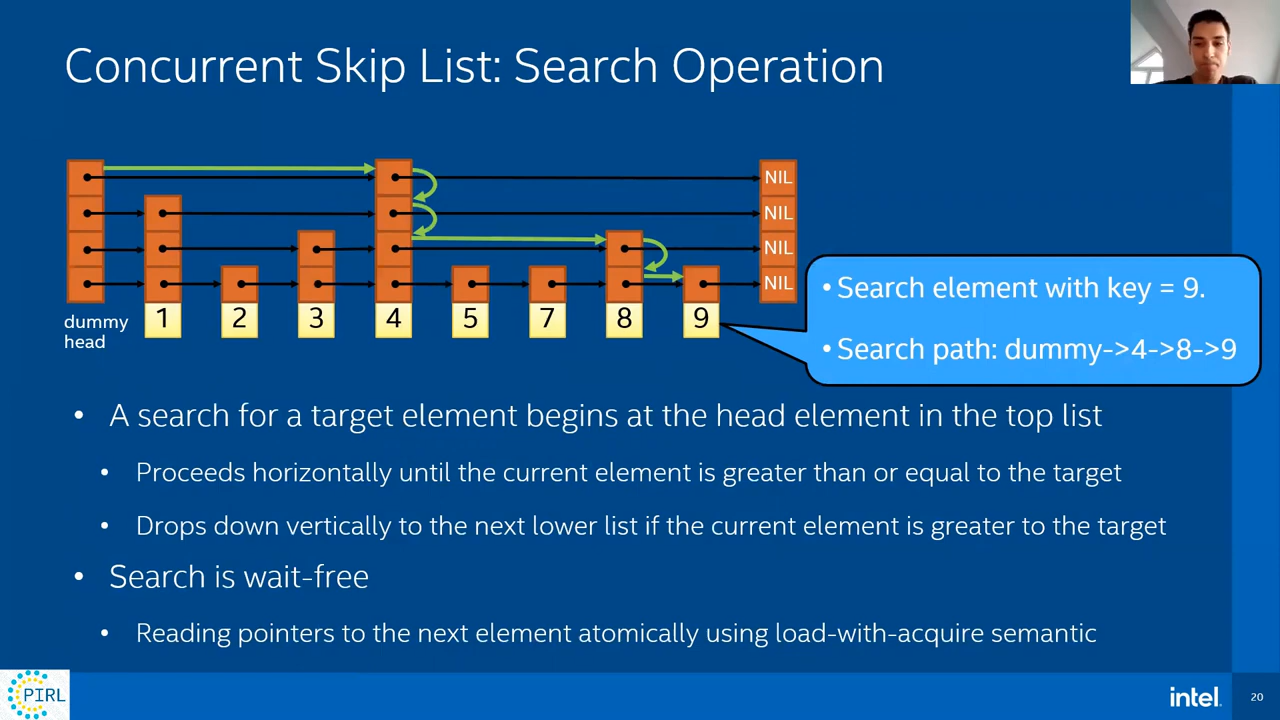 Concurrent Skip List: Search Operation
NIL
NIL
NIL
NIL
dummy
head
1 2 3 4 5 7 8 9
• Search element with key = 9.
• Search path: dummy->4->8->9
• A search for a target element begins at the head element in the top list
• Proceeds horizontally until the current element is greater than or equal to the target
• Drops down vertically to the next lower list if the current element is greater to the target
• Search is wait-free
• Reading pointers to the next element atomically using load-with-acquire semantic
PIRL
intel.
20